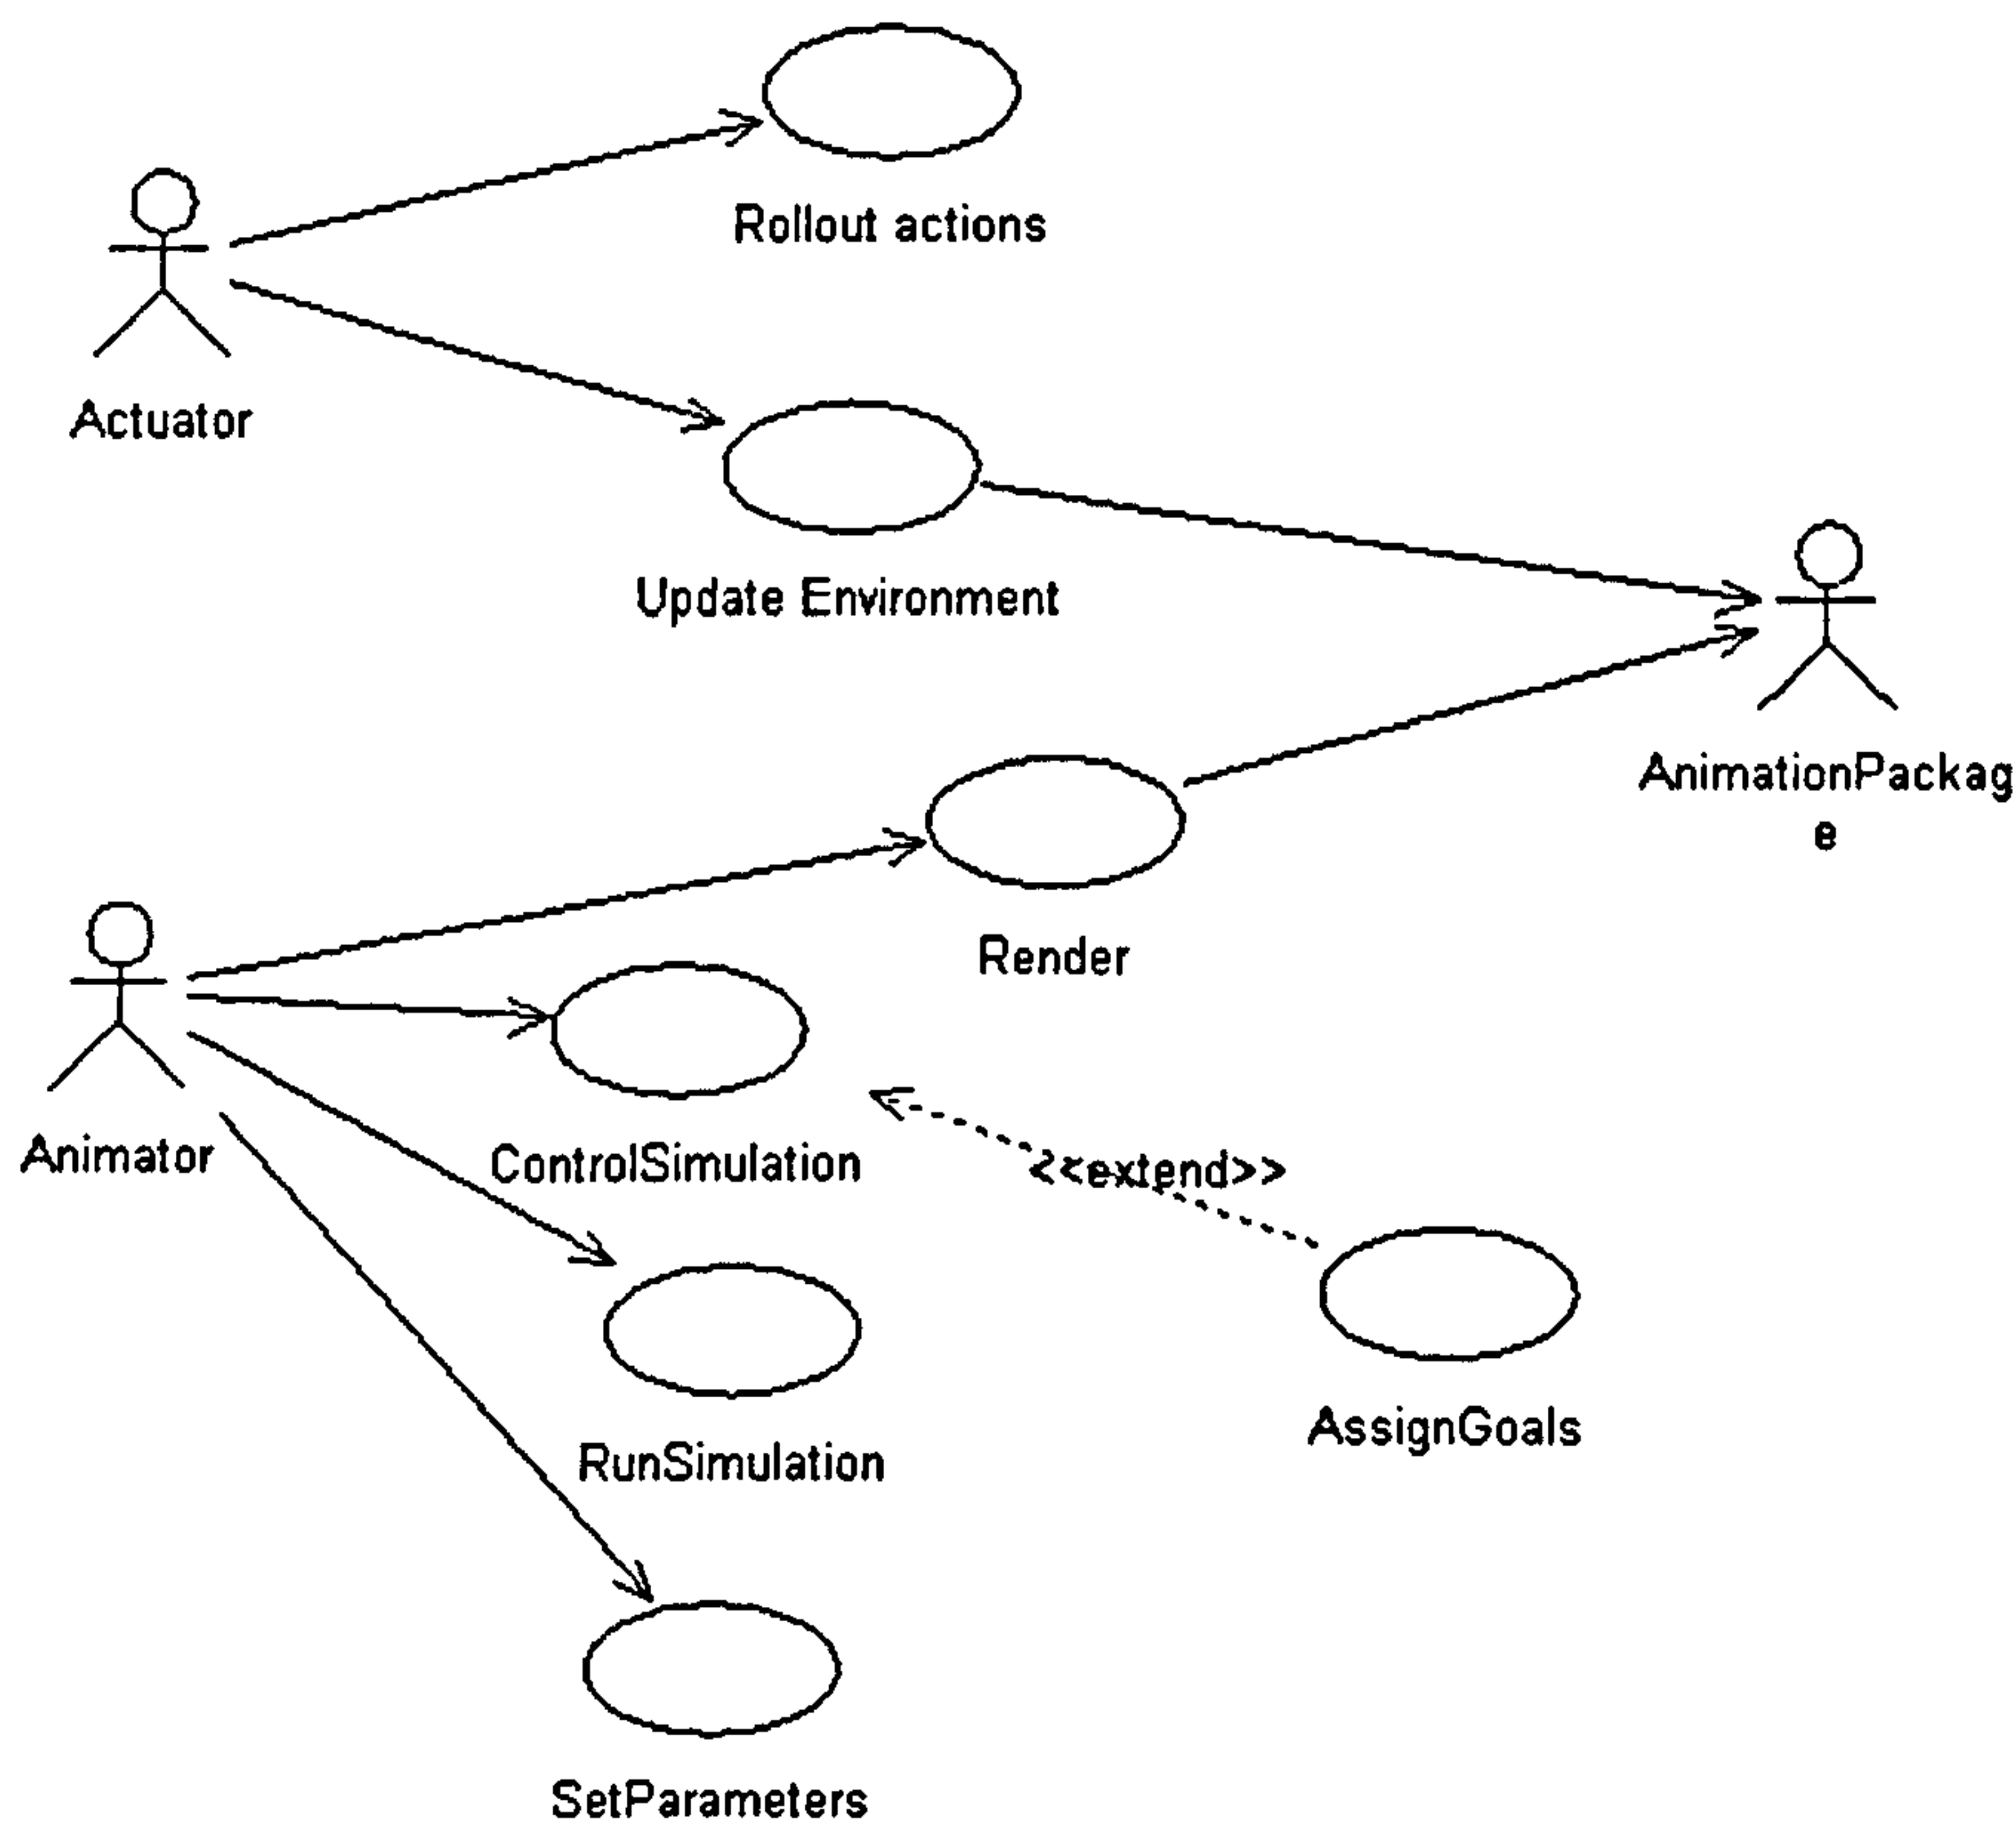 Rollout actions
Actuator
Update Environment
AnimationPackag
e
Render
Animator
ControlSimulation
<<extend>>
AssignGoals
RunSimulation
SetParameters